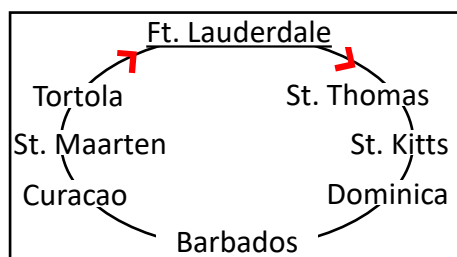 Ft. Lauderdale
Tortola
St. Thomas
St. Maarten
St. Kitts
Curacao
Dominica
Barbados